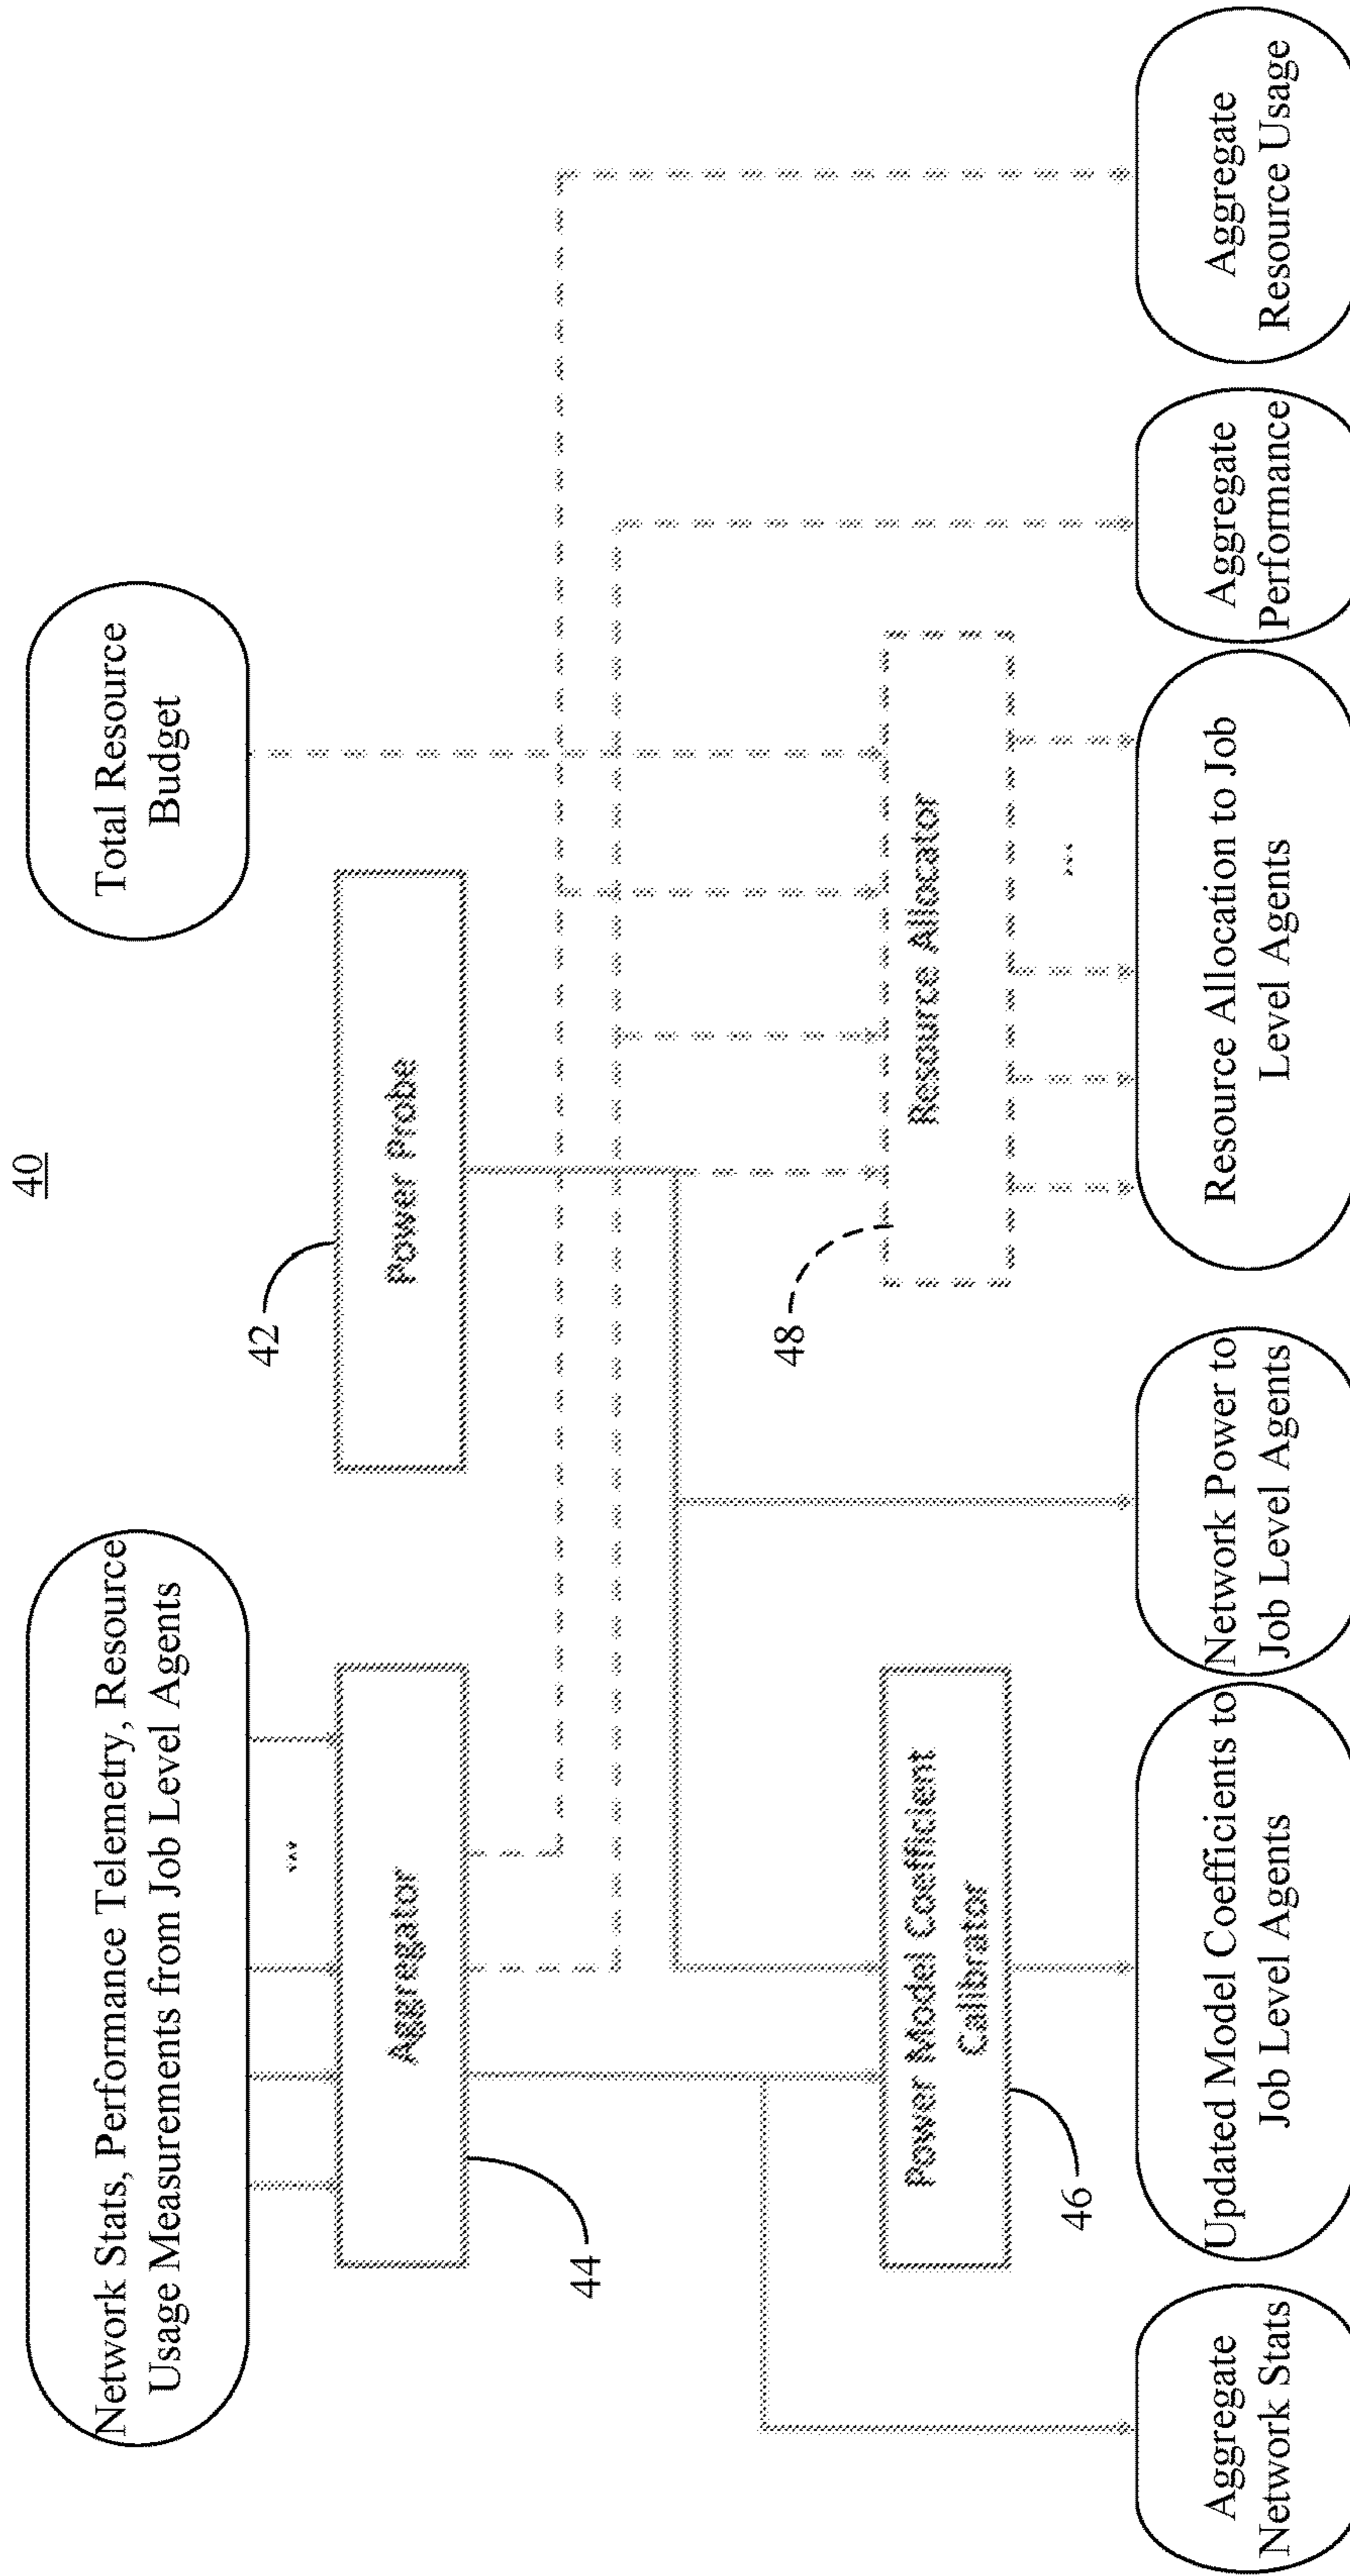 40
Network Stats, Performance Telemetry, Resource
Usage Measurements from Job Level Agents
Total Resource
Budget
...
42
Aggregator
Power Probe
44
48
Power Model Coefficient
Calibrator
Resource Allocator
46
...
Aggregate
Network Stats
Updated Model Coefficients to
Job Level Agents
Network Power to
Job Level Agents
Resource Allocation to Job
Level Agents
Aggregate
Performance
Aggregate
Resource Usage